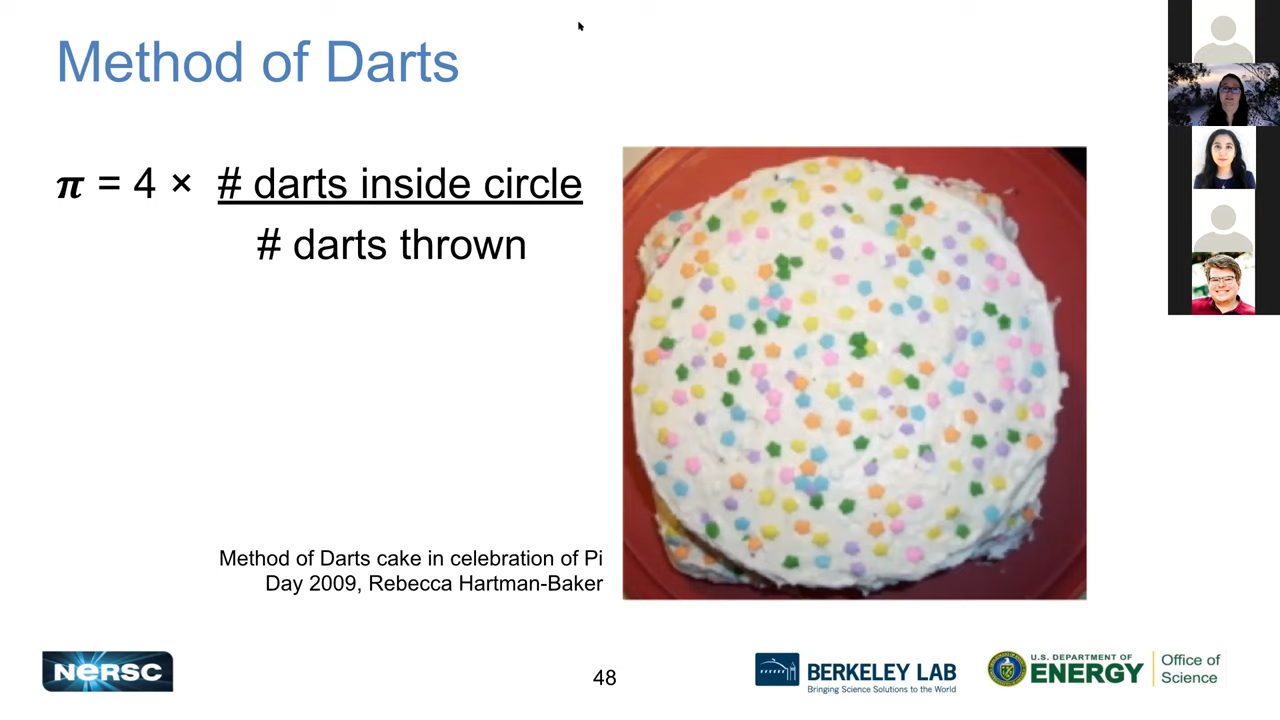 Method of Darts
𝝅 = 4 × # darts inside circle
# darts thrown
Method of Darts cake in celebration of Pi
Day 2009, Rebecca Hartman-Baker
NERSC
48
BERKELEY LAB
Bringing Science Solutions to the World
U.S. DEPARTMENT OF
ENERGY
Office of
Science